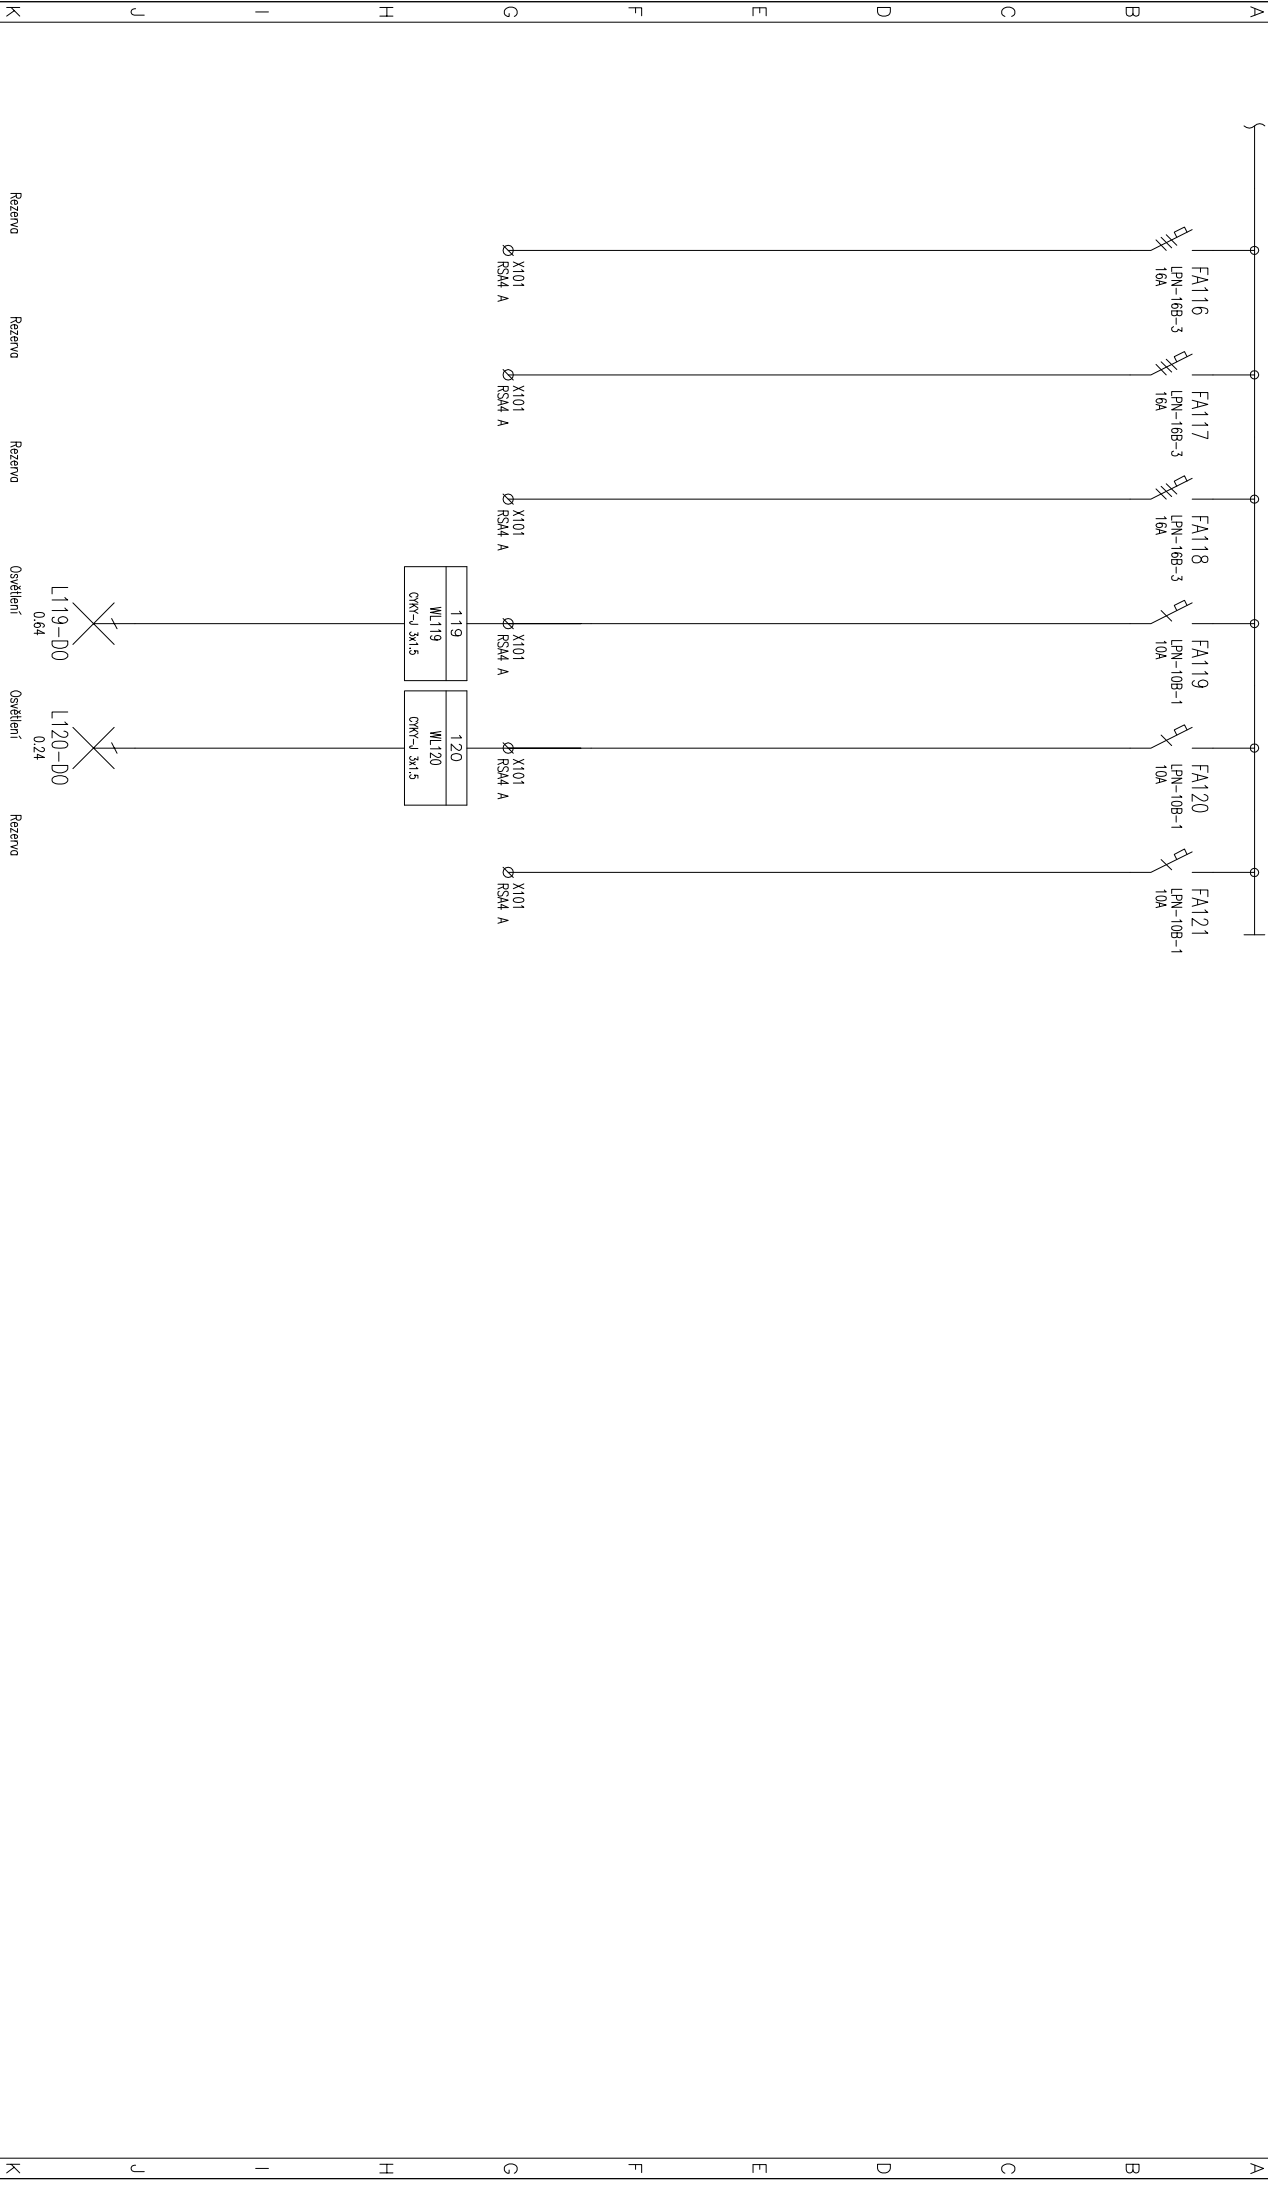 A
B
C
D
E
F
G
H
I
J
K
FA116
LPN-16B-3
16A
X101
RSA4 A
Rezerva
FA117
LPN-16B-3
16A
X101
RSA4 A
Rezerva
FA118
LPN-16B-3
16A
X101
RSA4 A
Rezerva
FA119
LPN-10B-1
10A
X101
RSA4 A
119
WL119
CYKY-J 3x1.5
L119-DO
0.64
Osvětlení
FA120
LPN-10B-1
10A
X101
RSA4 A
120
WL120
CYKY-J 3x1.5
L120-DO
0.24
Osvětlení
FA121
LPN-10B-1
10A
X101
RSA4 A
Rezerva
A
B
C
D
E
F
G
H
I
J
K